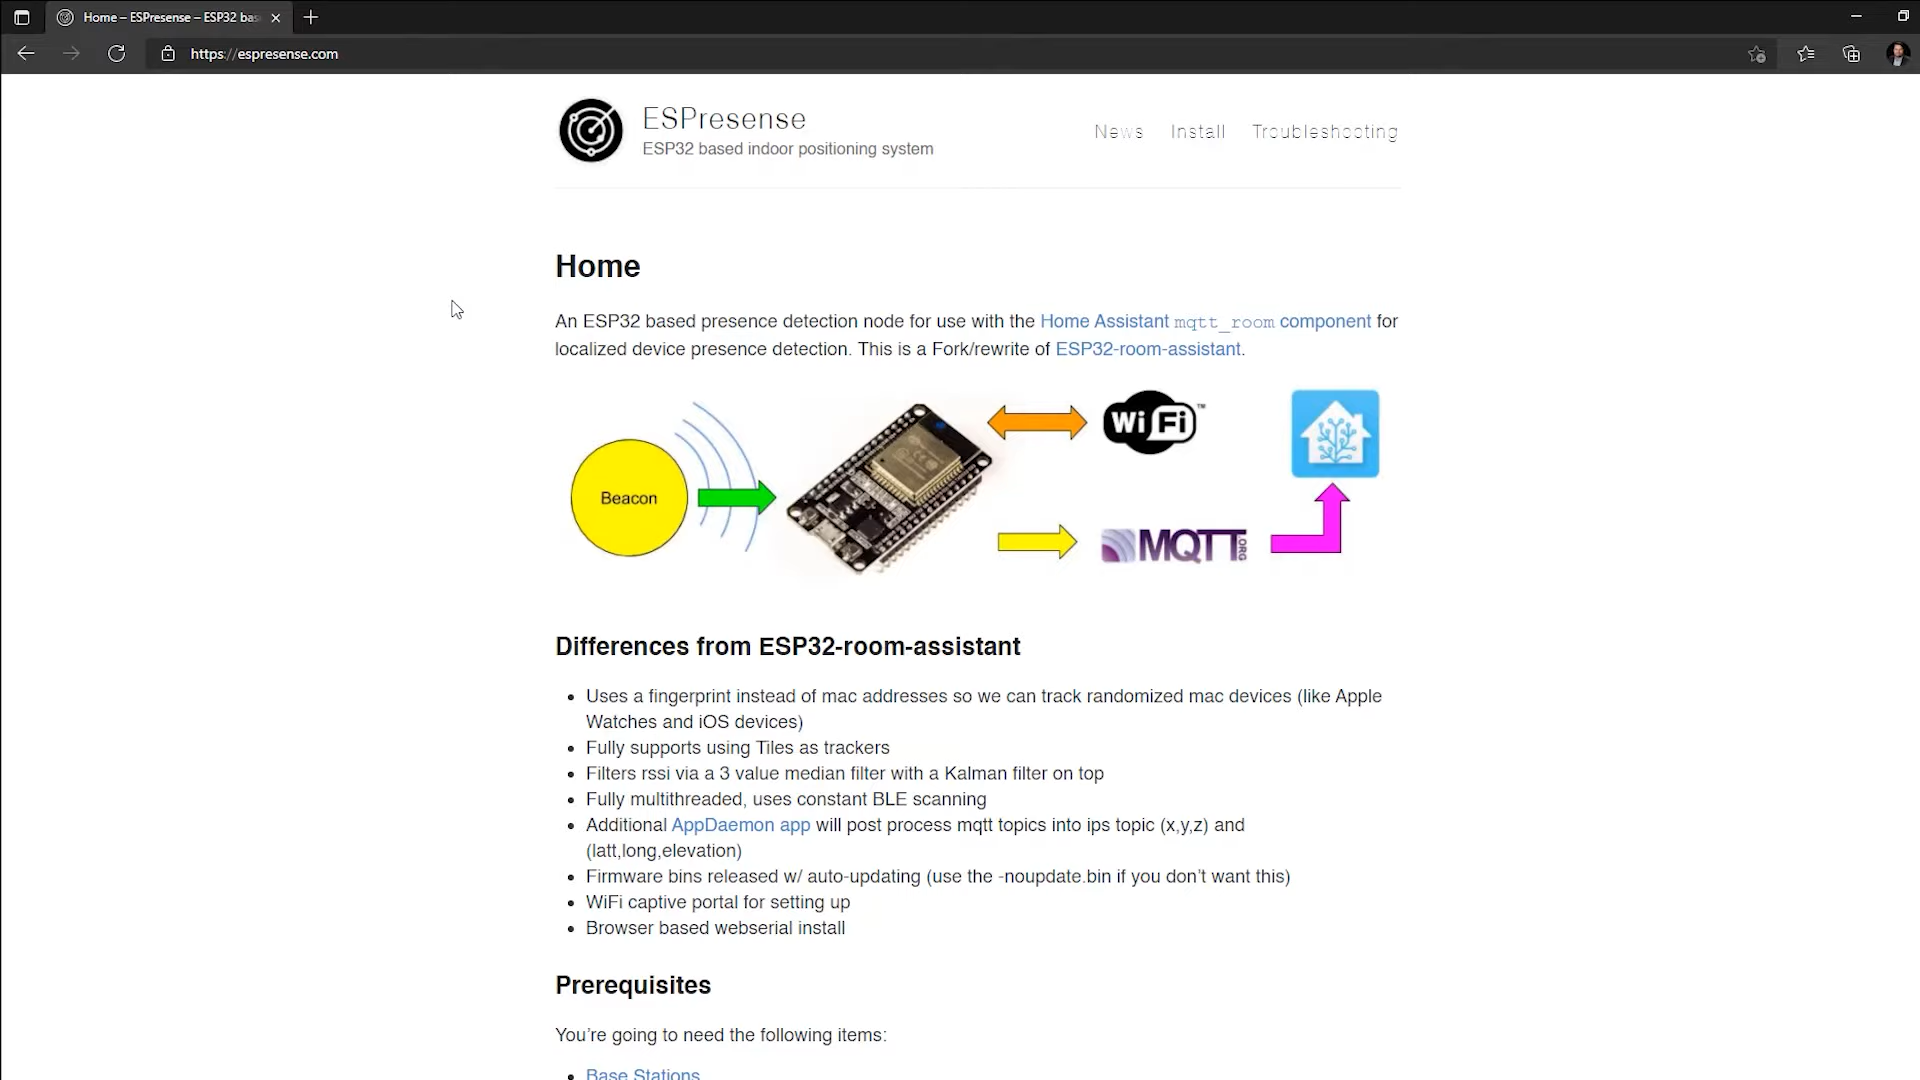 Home – ESPresense – ESP32 bas
https://espresense.com
ESPresense
ESP32 based indoor positioning system
News Install Troubleshooting
Home
An ESP32 based presence detection node for use with the Home Assistant mqtt_room component for
localized device presence detection. This is a Fork/rewrite of ESP32-room-assistant.
Beacon
WiFi™
MQTT.ORG
Differences from ESP32-room-assistant
• Uses a fingerprint instead of mac addresses so we can track randomized mac devices (like Apple
Watches and iOS devices)
• Fully supports using Tiles as trackers
• Filters rssi via a 3 value median filter with a Kalman filter on top
• Fully multithreaded, uses constant BLE scanning
• Additional AppDaemon app will post process mqtt topics into ips topic (x,y,z) and
(latt,long,elevation)
• Firmware bins released w/ auto-updating (use the -noupdate.bin if you don’t want this)
• WiFi captive portal for setting up
• Browser based webserial install
Prerequisites
You’re going to need the following items:
• Base Stations